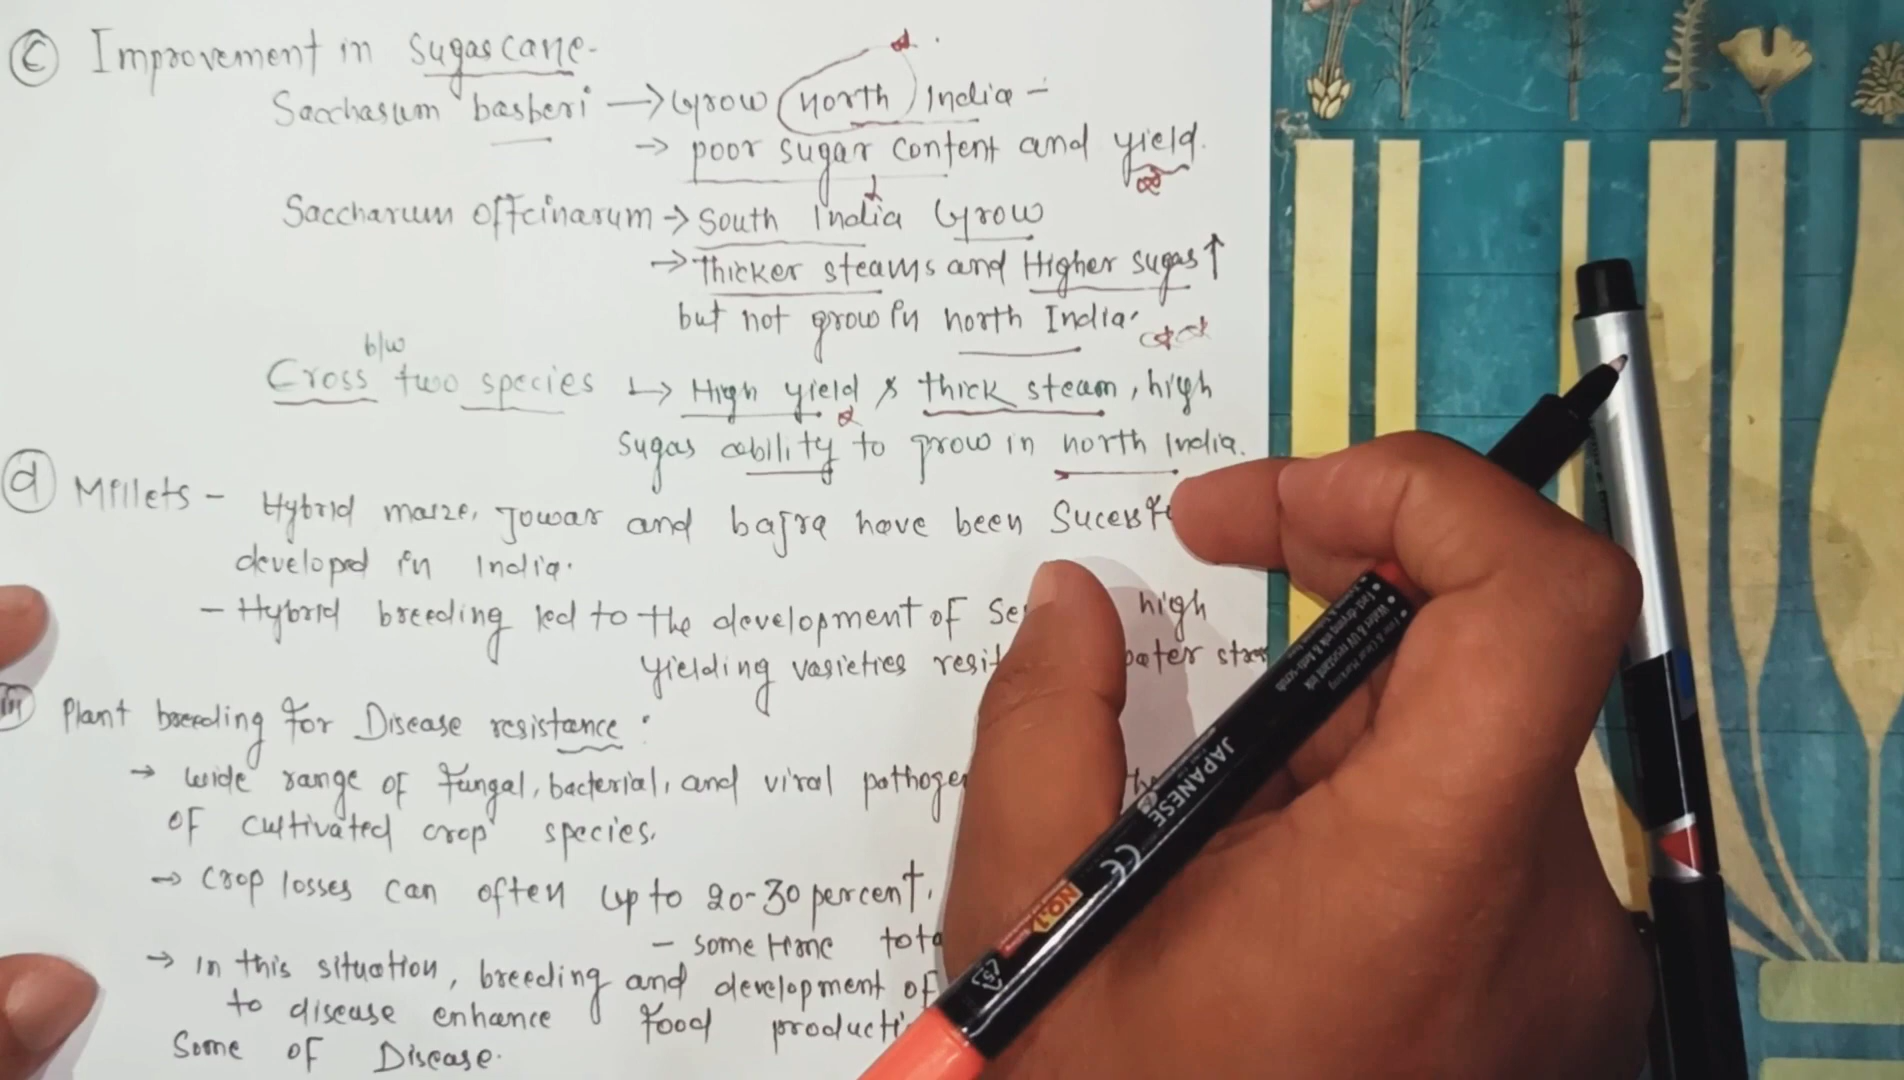 C Improvement in Sugarcane-
Saccharum barberi → Grow north India -
→ poor sugar content and yield.
Saccharum offcinarum → South India Grow
→ Thicker steams and Higher sugar ↑
but not grow in north India.
b/w
Cross two species ↳ High yield & thick steam, high
sugar ability to grow in north India.
d Millets - Hybrid maize, Jowar and bajra have been
developed in India.
- Hybrid breeding led to the development of high
yielding varieties water
Plant breeding for Disease resistance :
→ wide range of fungal, bacterial, and viral
of cultivated crop species.
→ Crop losses can often up to 20-30 percent.
- some time
→ In this situation, breeding and development of
to disease enhance food
Some of Disease.
JAPANESE
CE
NO.1